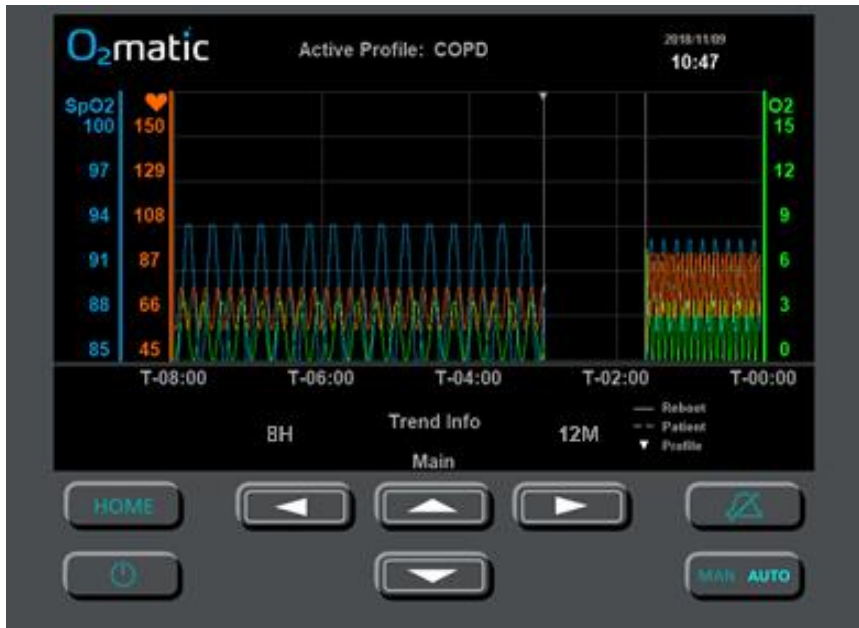 O2matic
Active Profile: COPD
2018/11/09
10:47
SpO2
O2
100 150 15
97 129 12
94 108 9
91 87 6
88 66 3
85 45 0
T-08:00 T-06:00 T-04:00 T-02:00 T-00:00
Reboot
Trend Info
Patient
8H 12M
Profile
Main
HOME
MAN AUTO